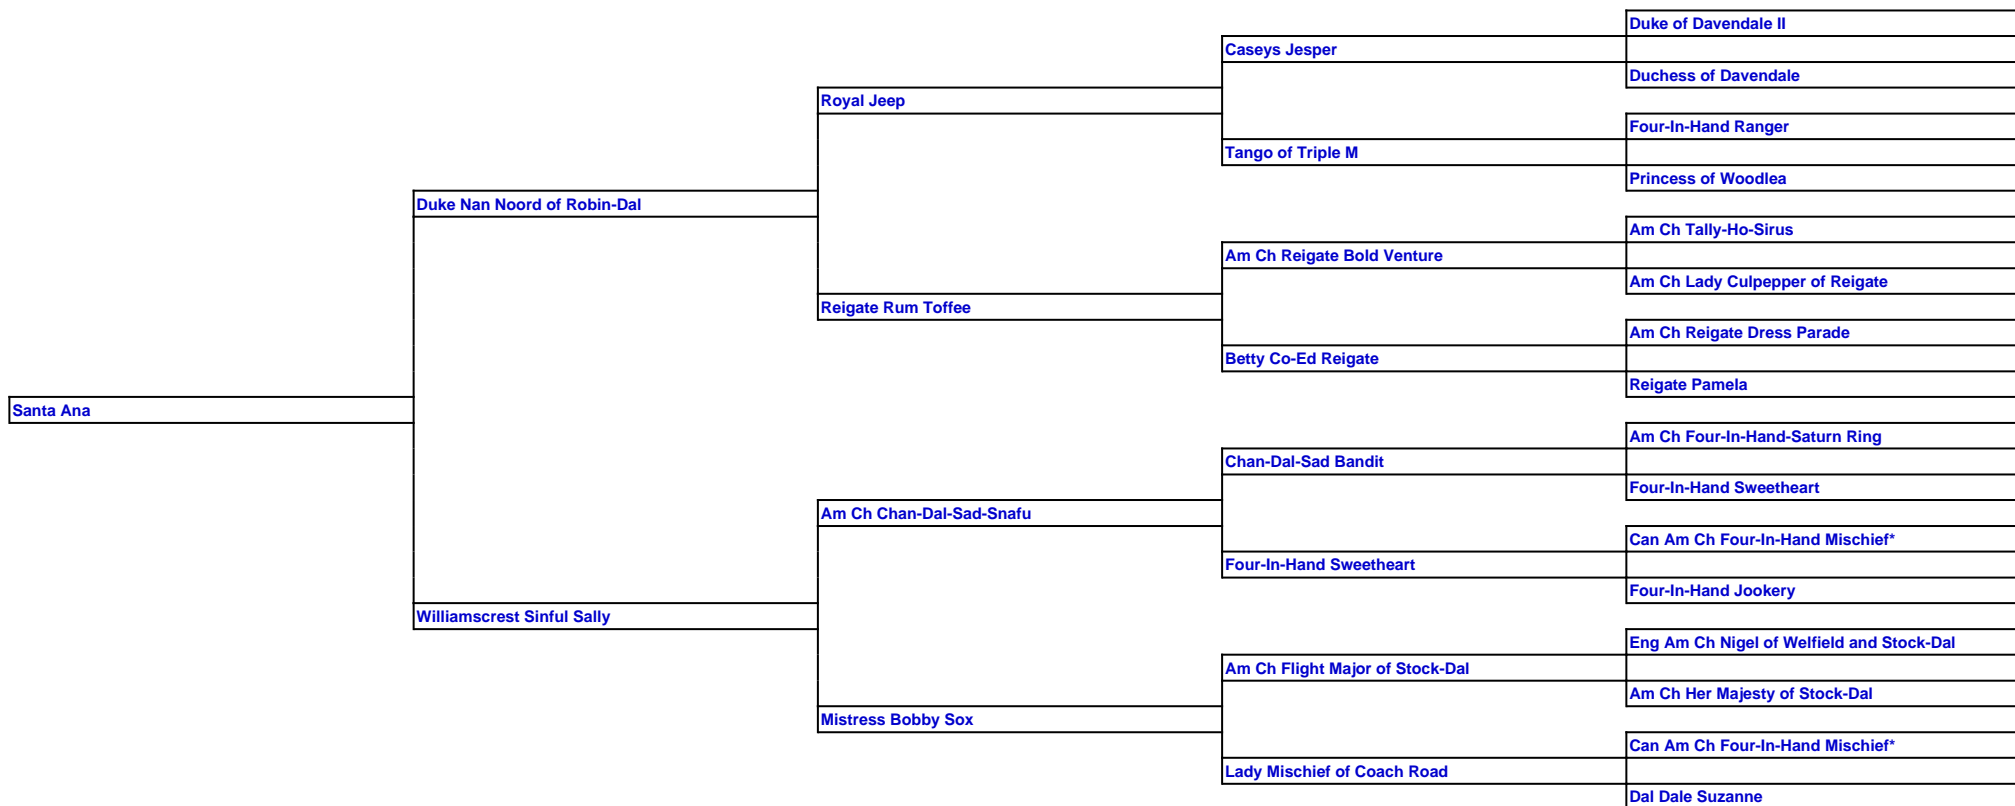 Duke of Davendale II
Caseys Jesper
Duchess of Davendale
Royal Jeep
Four-In-Hand Ranger
Tango of Triple M
Princess of Woodlea
Duke Nan Noord of Robin-Dal
Am Ch Tally-Ho-Sirus
Am Ch Reigate Bold Venture
Am Ch Lady Culpepper of Reigate
Reigate Rum Toffee
Am Ch Reigate Dress Parade
Betty Co-Ed Reigate
Reigate Pamela
Santa Ana
Am Ch Four-In-Hand-Saturn Ring
Chan-Dal-Sad Bandit
Four-In-Hand Sweetheart
Am Ch Chan-Dal-Sad-Snafu
Can Am Ch Four-In-Hand Mischief*
Four-In-Hand Sweetheart
Four-In-Hand Jookery
Williamscrest Sinful Sally
Eng Am Ch Nigel of Welfield and Stock-Dal
Am Ch Flight Major of Stock-Dal
Am Ch Her Majesty of Stock-Dal
Mistress Bobby Sox
Can Am Ch Four-In-Hand Mischief*
Lady Mischief of Coach Road
Dal Dale Suzanne